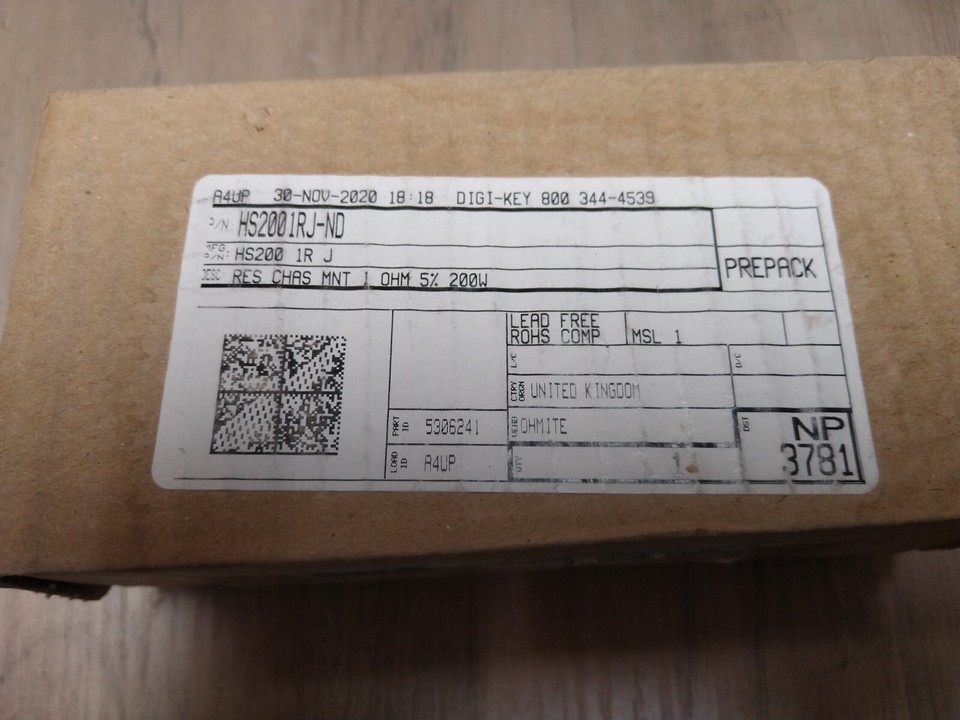 A4UP 30-NOV-2020 18:18 DIGI-KEY 800 344-4539
P/N: HS2001RJ-ND
MFG P/N: HS200 1R J
DESC RES CHAS MNT 1 OHM 5% 200W
PREPACK
LEAD FREE
ROHS COMP
MSL 1
L/C
D/C
CTRY ORGN UNITED KINGDOM
PART ID 5306241
VEND OHMITE
DST NP
3781
LOAD ID A4UP
QTY 1